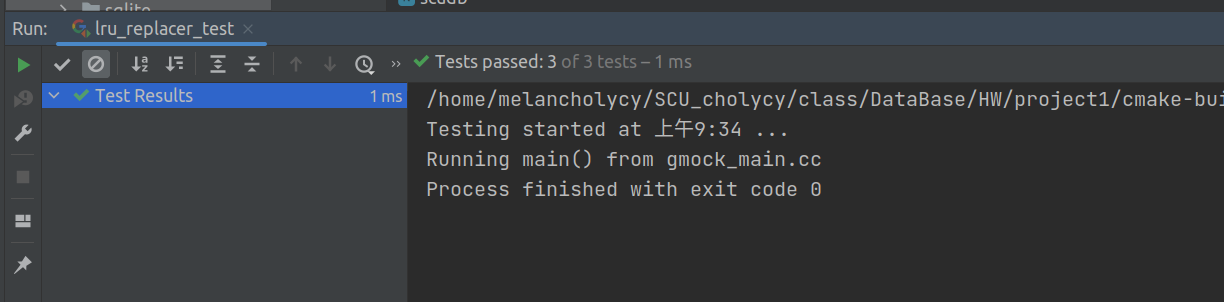 Run: lru_replacer_test
Tests passed: 3 of 3 tests – 1 ms
Test Results 1 ms
/home/melancholycy/SCU_cholycy/class/DataBase/HW/project1/cmake-bui
Testing started at 上午9:34 ...
Running main() from gmock_main.cc
Process finished with exit code 0